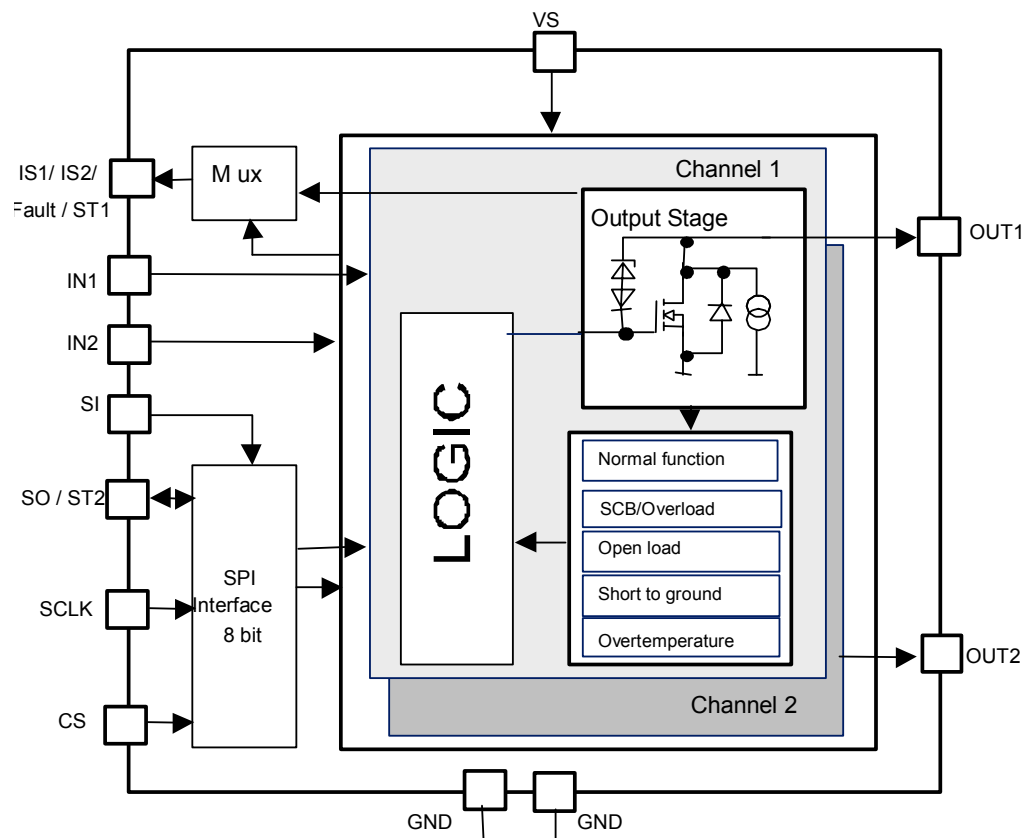 VS
IS1/ IS2/
Fault / ST1
M ux
Channel 1
Output Stage
OUT1
IN1
IN2
SI
LOGIC
Normal function
SCB/Overload
Open load
Short to ground
Overtemperature
SO / ST2
SPI
Interface
8 bit
SCLK
OUT2
CS
Channel 2
GND
GND